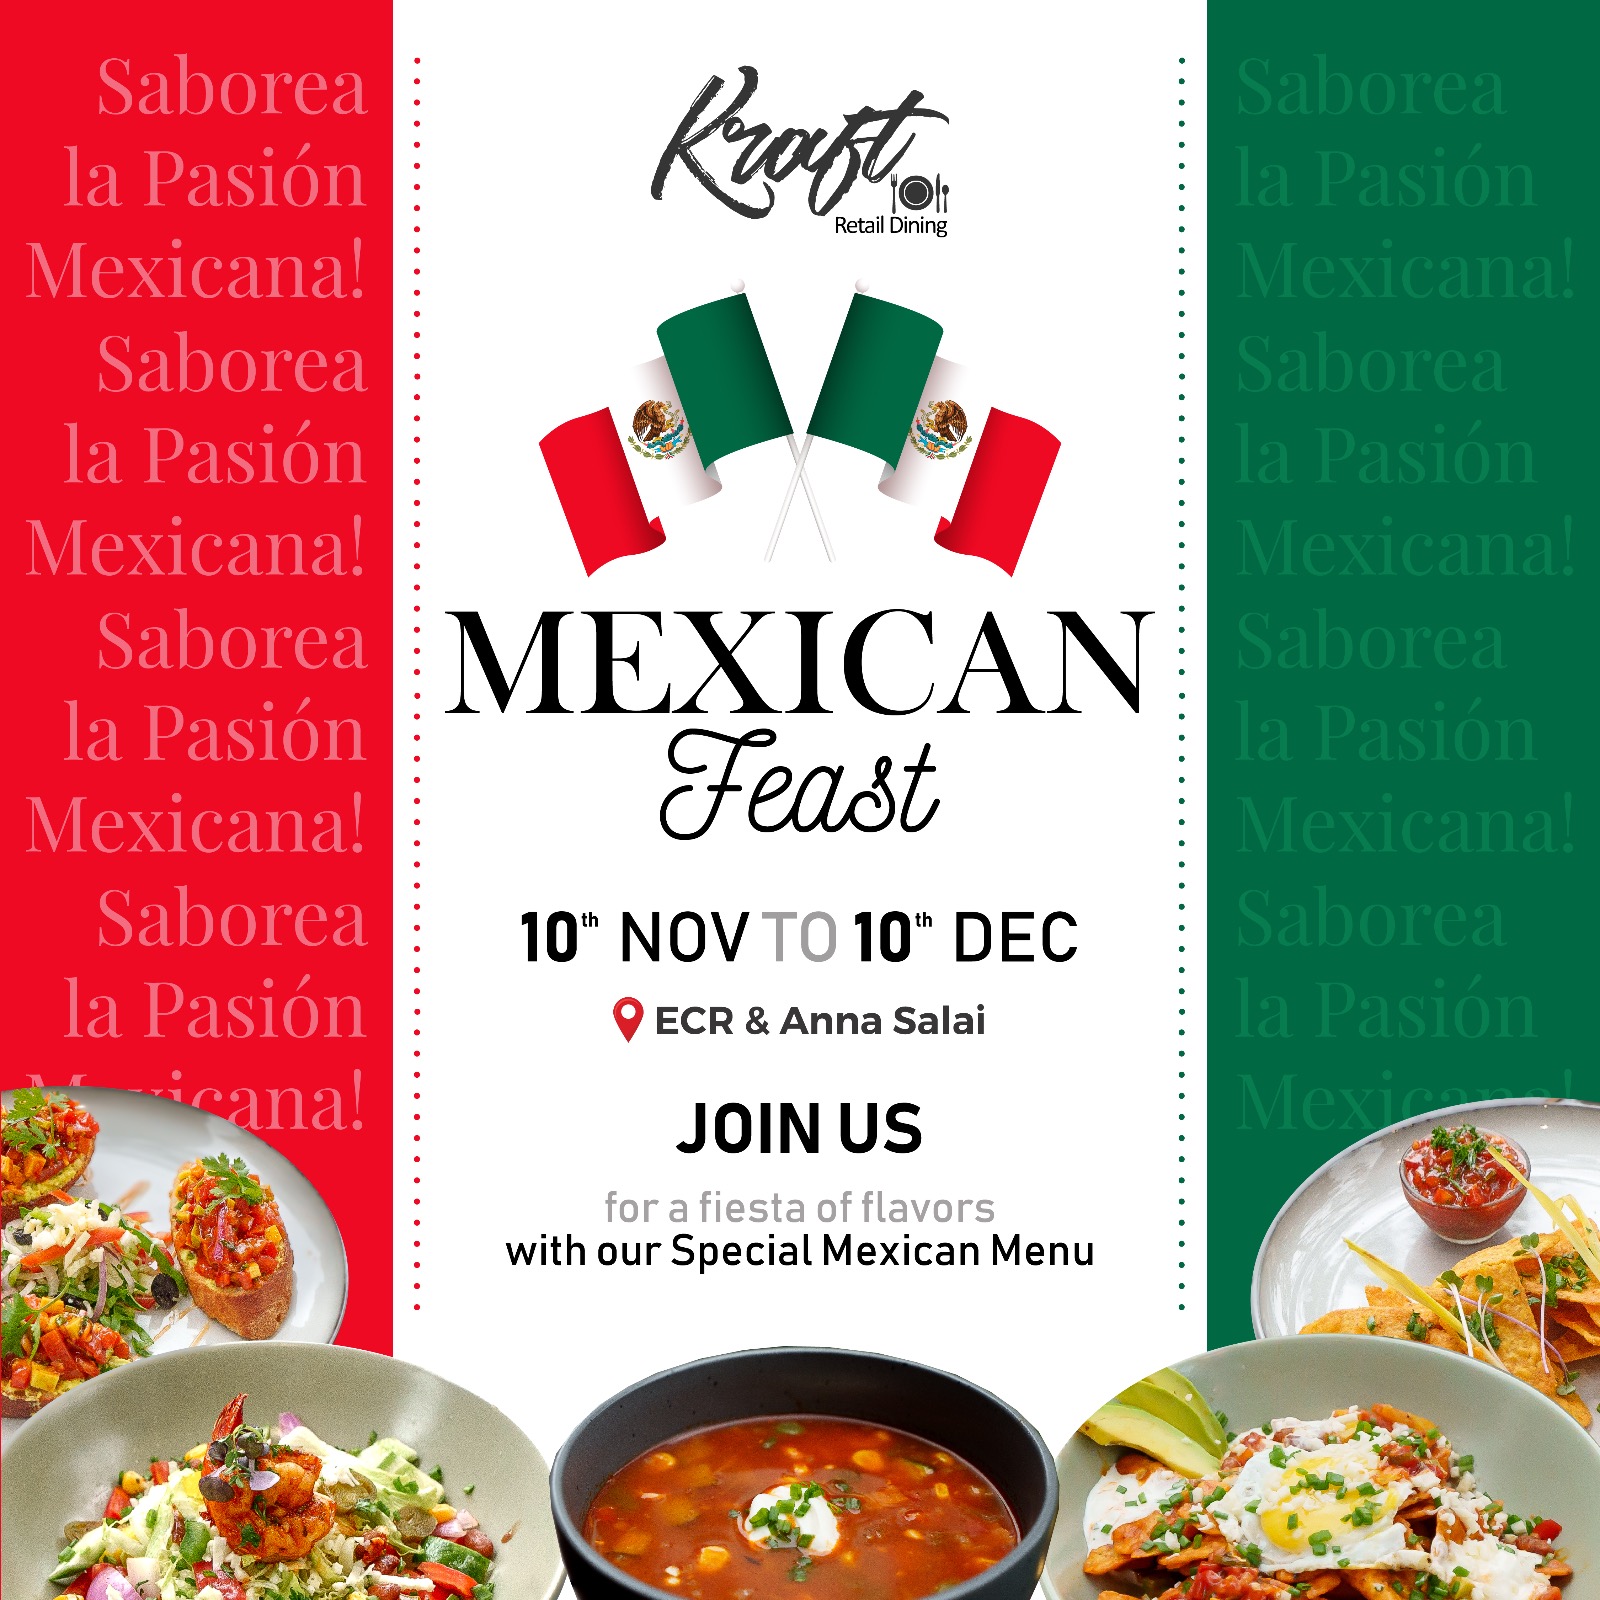 Saborea
la Pasión
Mexicana!
Saborea
la Pasión
Mexicana!
Saborea
la Pasión
Mexicana!
Saborea
la Pasión
Mexicana!
Kraft
Retail Dining
MEXICAN
Feast
10th NOV TO 10th DEC
ECR & Anna Salai
JOIN US
for a fiesta of flavors
with our Special Mexican Menu
Saborea
la Pasión
Mexicana!
Saborea
la Pasión
Mexicana!
Saborea
la Pasión
Mexicana!
Saborea
la Pasión
Mexicana!